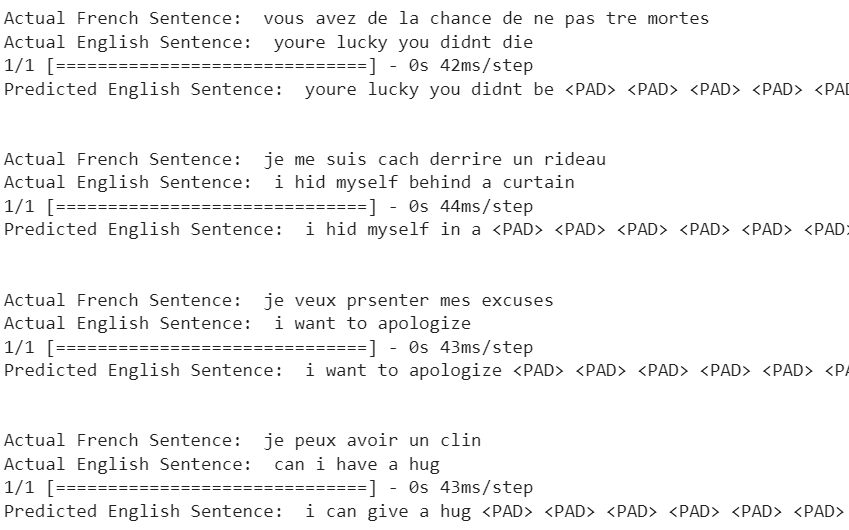 Actual French Sentence:  vous avez de la chance de ne pas tre mortes
Actual English Sentence:  youre lucky you didnt die
1/1 [==============================] - 0s 42ms/step
Predicted English Sentence:  youre lucky you didnt be <PAD> <PAD> <PAD> <PAD> <PAD
Actual French Sentence:  je me suis cach derrire un rideau
Actual English Sentence:  i hid myself behind a curtain
1/1 [==============================] - 0s 44ms/step
Predicted English Sentence:  i hid myself in a <PAD> <PAD> <PAD> <PAD> <PAD> <PAD>
Actual French Sentence:  je veux prsenter mes excuses
Actual English Sentence:  i want to apologize
1/1 [==============================] - 0s 43ms/step
Predicted English Sentence:  i want to apologize <PAD> <PAD> <PAD> <PAD> <PAD> <PA
Actual French Sentence:  je peux avoir un clin
Actual English Sentence:  can i have a hug
1/1 [==============================] - 0s 43ms/step
Predicted English Sentence:  i can give a hug <PAD> <PAD> <PAD> <PAD> <PAD> <PAD>